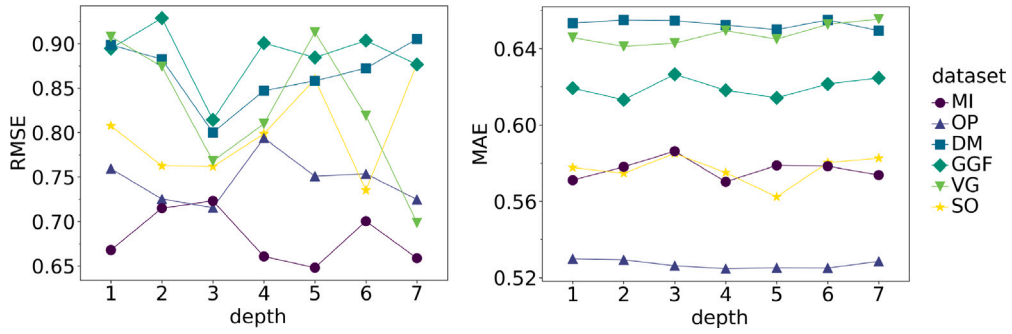 RMSE
0.90
0.85
0.80
0.75
0.70
0.65
1 2 3 4 5 6 7
depth
MAE
0.64
0.60
0.56
0.52
1 2 3 4 5 6 7
depth
dataset
MI
OP
DM
GGF
VG
SO